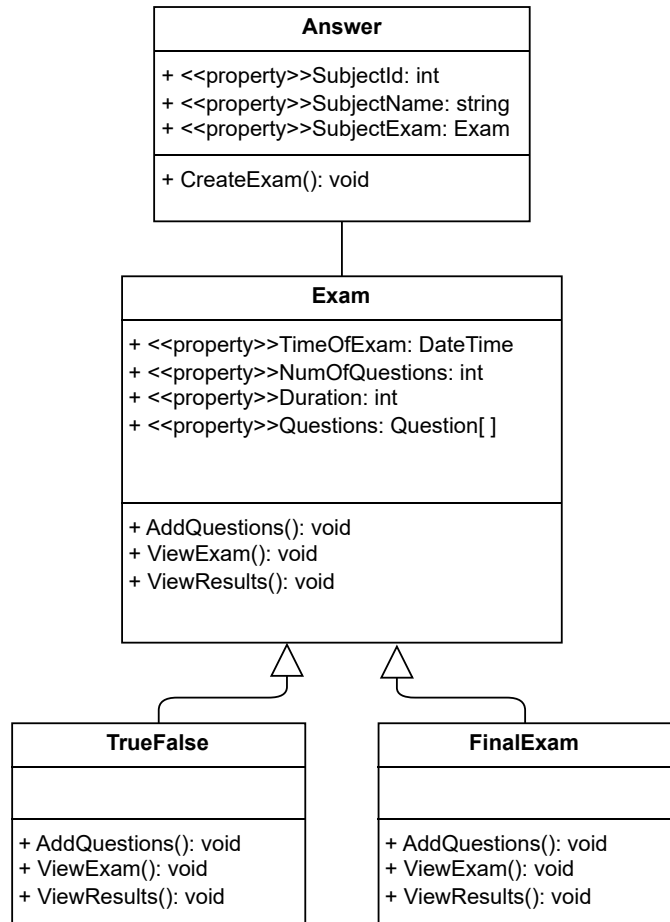 Answer
+ <<property>>SubjectId: int
+ <<property>>SubjectName: string
+ <<property>>SubjectExam: Exam
+ CreateExam(): void
Exam
+ <<property>>TimeOfExam: DateTime
+ <<property>>NumOfQuestions: int
+ <<property>>Duration: int
+ <<property>>Questions: Question[ ]
+ AddQuestions(): void
+ ViewExam(): void
+ ViewResults(): void
TrueFalse
+ AddQuestions(): void
+ ViewExam(): void
+ ViewResults(): void
FinalExam
+ AddQuestions(): void
+ ViewExam(): void
+ ViewResults(): void